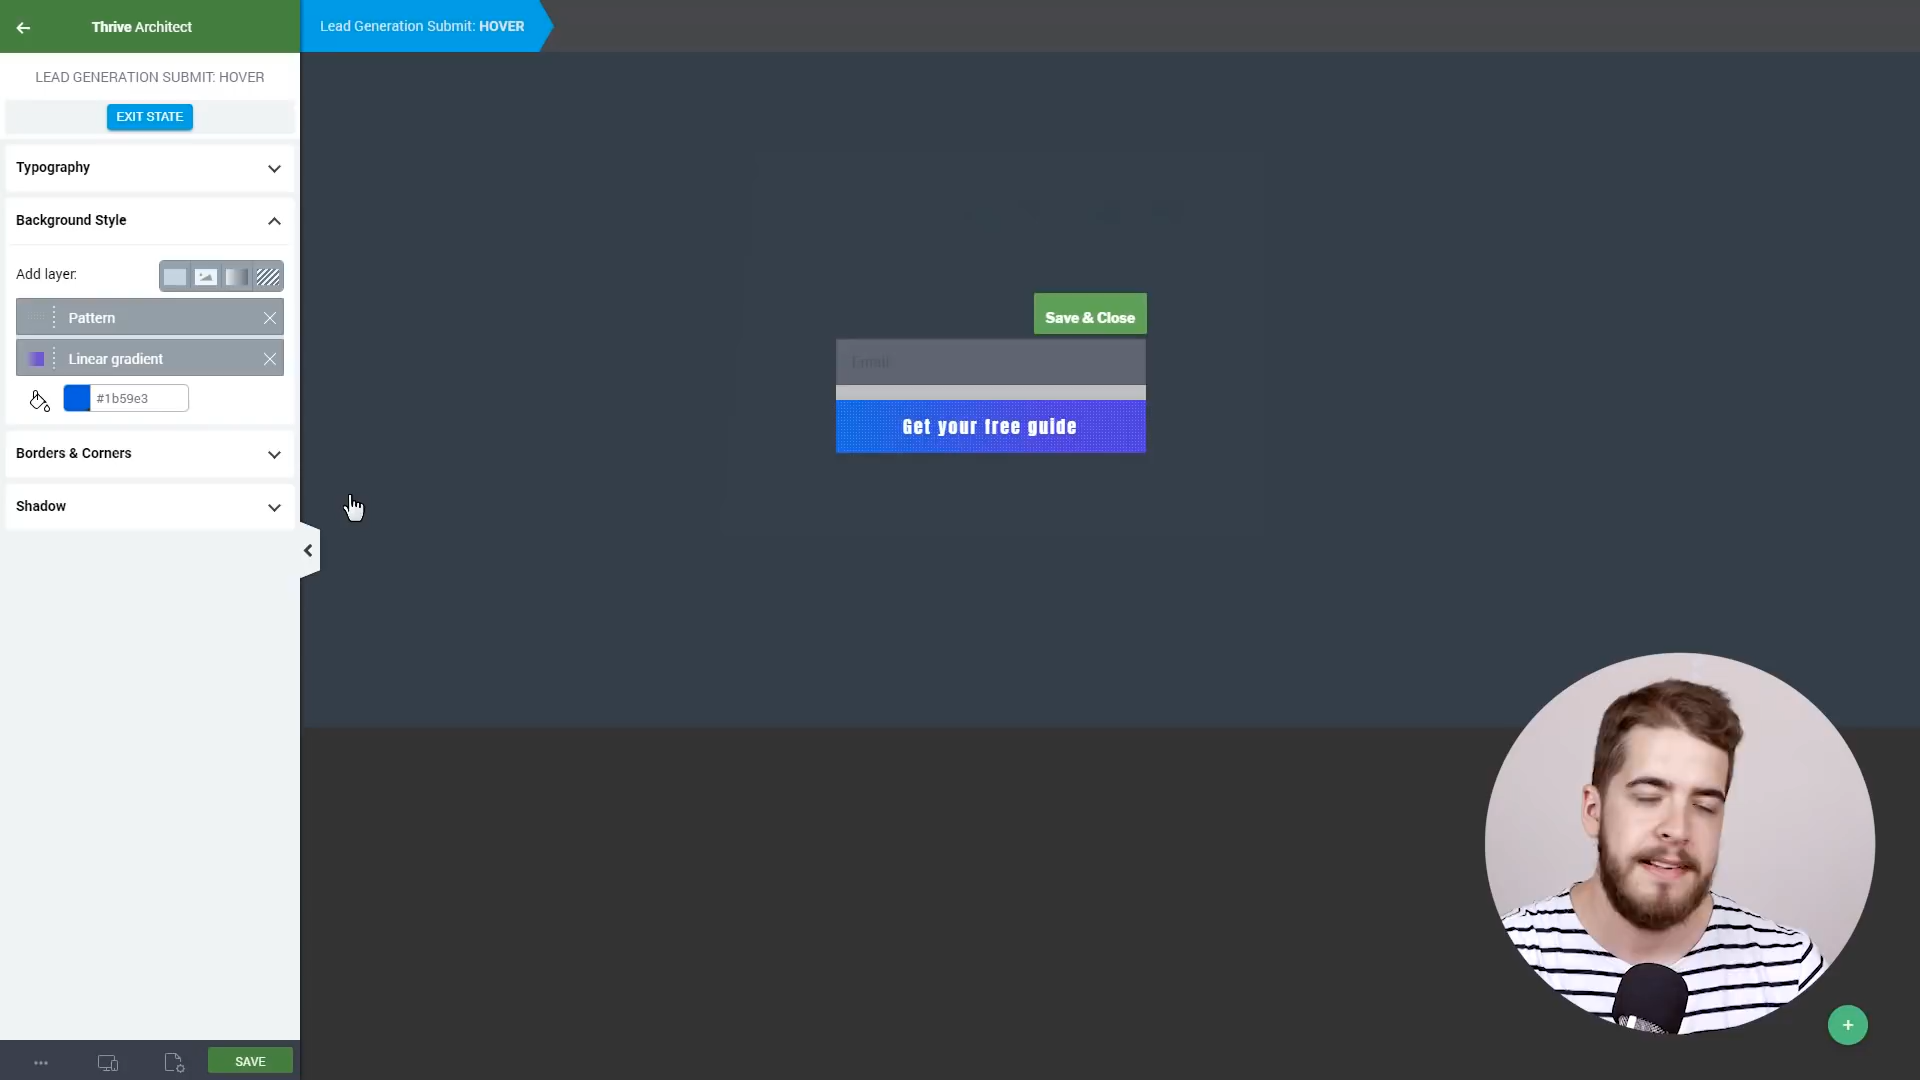 Thrive Architect
Lead Generation Submit: HOVER
LEAD GENERATION SUBMIT: HOVER
EXIT STATE
Typography
Background Style
Add layer:
Pattern
Linear gradient
#1b59e3
Borders & Corners
Shadow
Save & Close
Email
Get your free guide
SAVE